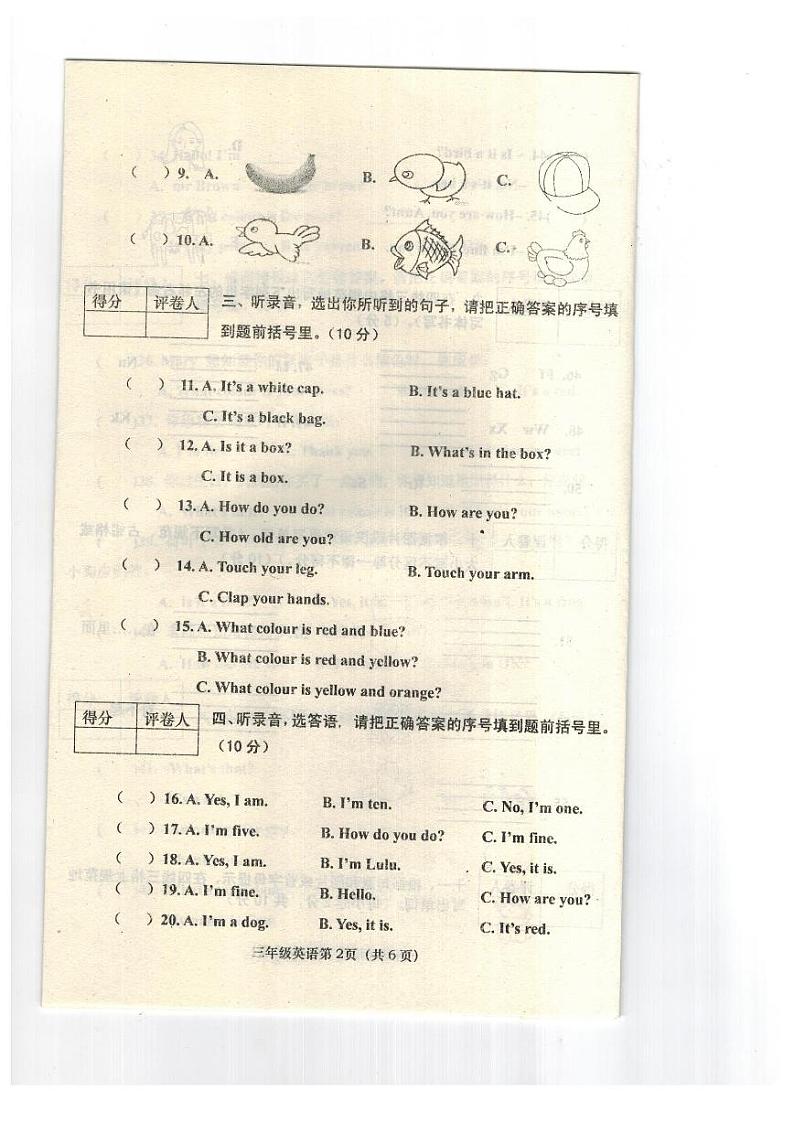 ( )9. A. B. C.
( )10. A. B. C.
得分 评卷人 三、听录音，选出你所听到的句子，请把正确答案的序号填
到题前括号里。（10分）
( ) 11. A. It's a white cap. B. It's a blue hat.
C. It's a black bag.
( ) 12. A. Is it a box? B. What's in the box?
C. It is a box.
( ) 13. A. How do you do? B. How are you?
C. How old are you?
( ) 14. A. Touch your leg. B. Touch your arm.
C. Clap your hands.
( ) 15. A. What colour is red and blue?
B. What colour is red and yellow?
C. What colour is yellow and orange?
得分 评卷人 四、听录音，选答语，请把正确答案的序号填到题前括号里。
（10分）
( ) 16. A. Yes, I am. B. I'm ten. C. No, I'm one.
( ) 17. A. I'm five. B. How do you do? C. I'm fine.
( ) 18. A. Yes, I am. B. I'm Lulu. C. Yes, it is.
( ) 19. A. I'm fine. B. Hello. C. How are you?
( ) 20. A. I'm a dog. B. Yes, it is. C. It's red.
三年级英语第2页（共6页）